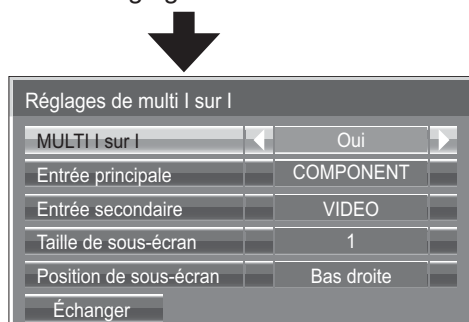 Réglages de multi I sur I
MULTI I sur I Oui
Entrée principale COMPONENT
Entrée secondaire VIDEO
Taille de sous-écran 1
Position de sous-écran Bas droite
Échanger